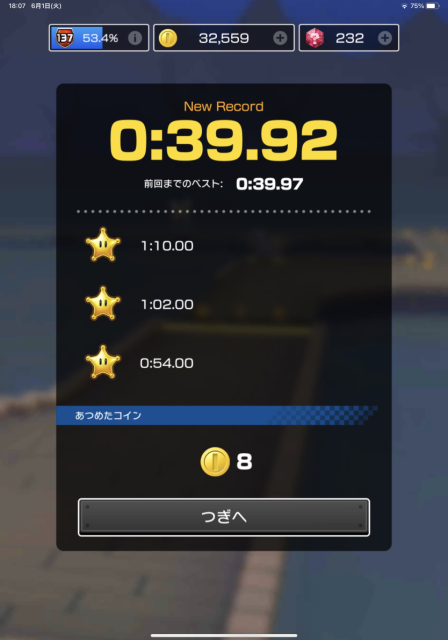 18:07 6月1日(火) 75%
137 53.4% i 32,559 + 232 +
New Record
0:39.92
前回までのベスト: 0:39.97
1:10.00
1:02.00
0:54.00
あつめたコイン
8
つぎへ